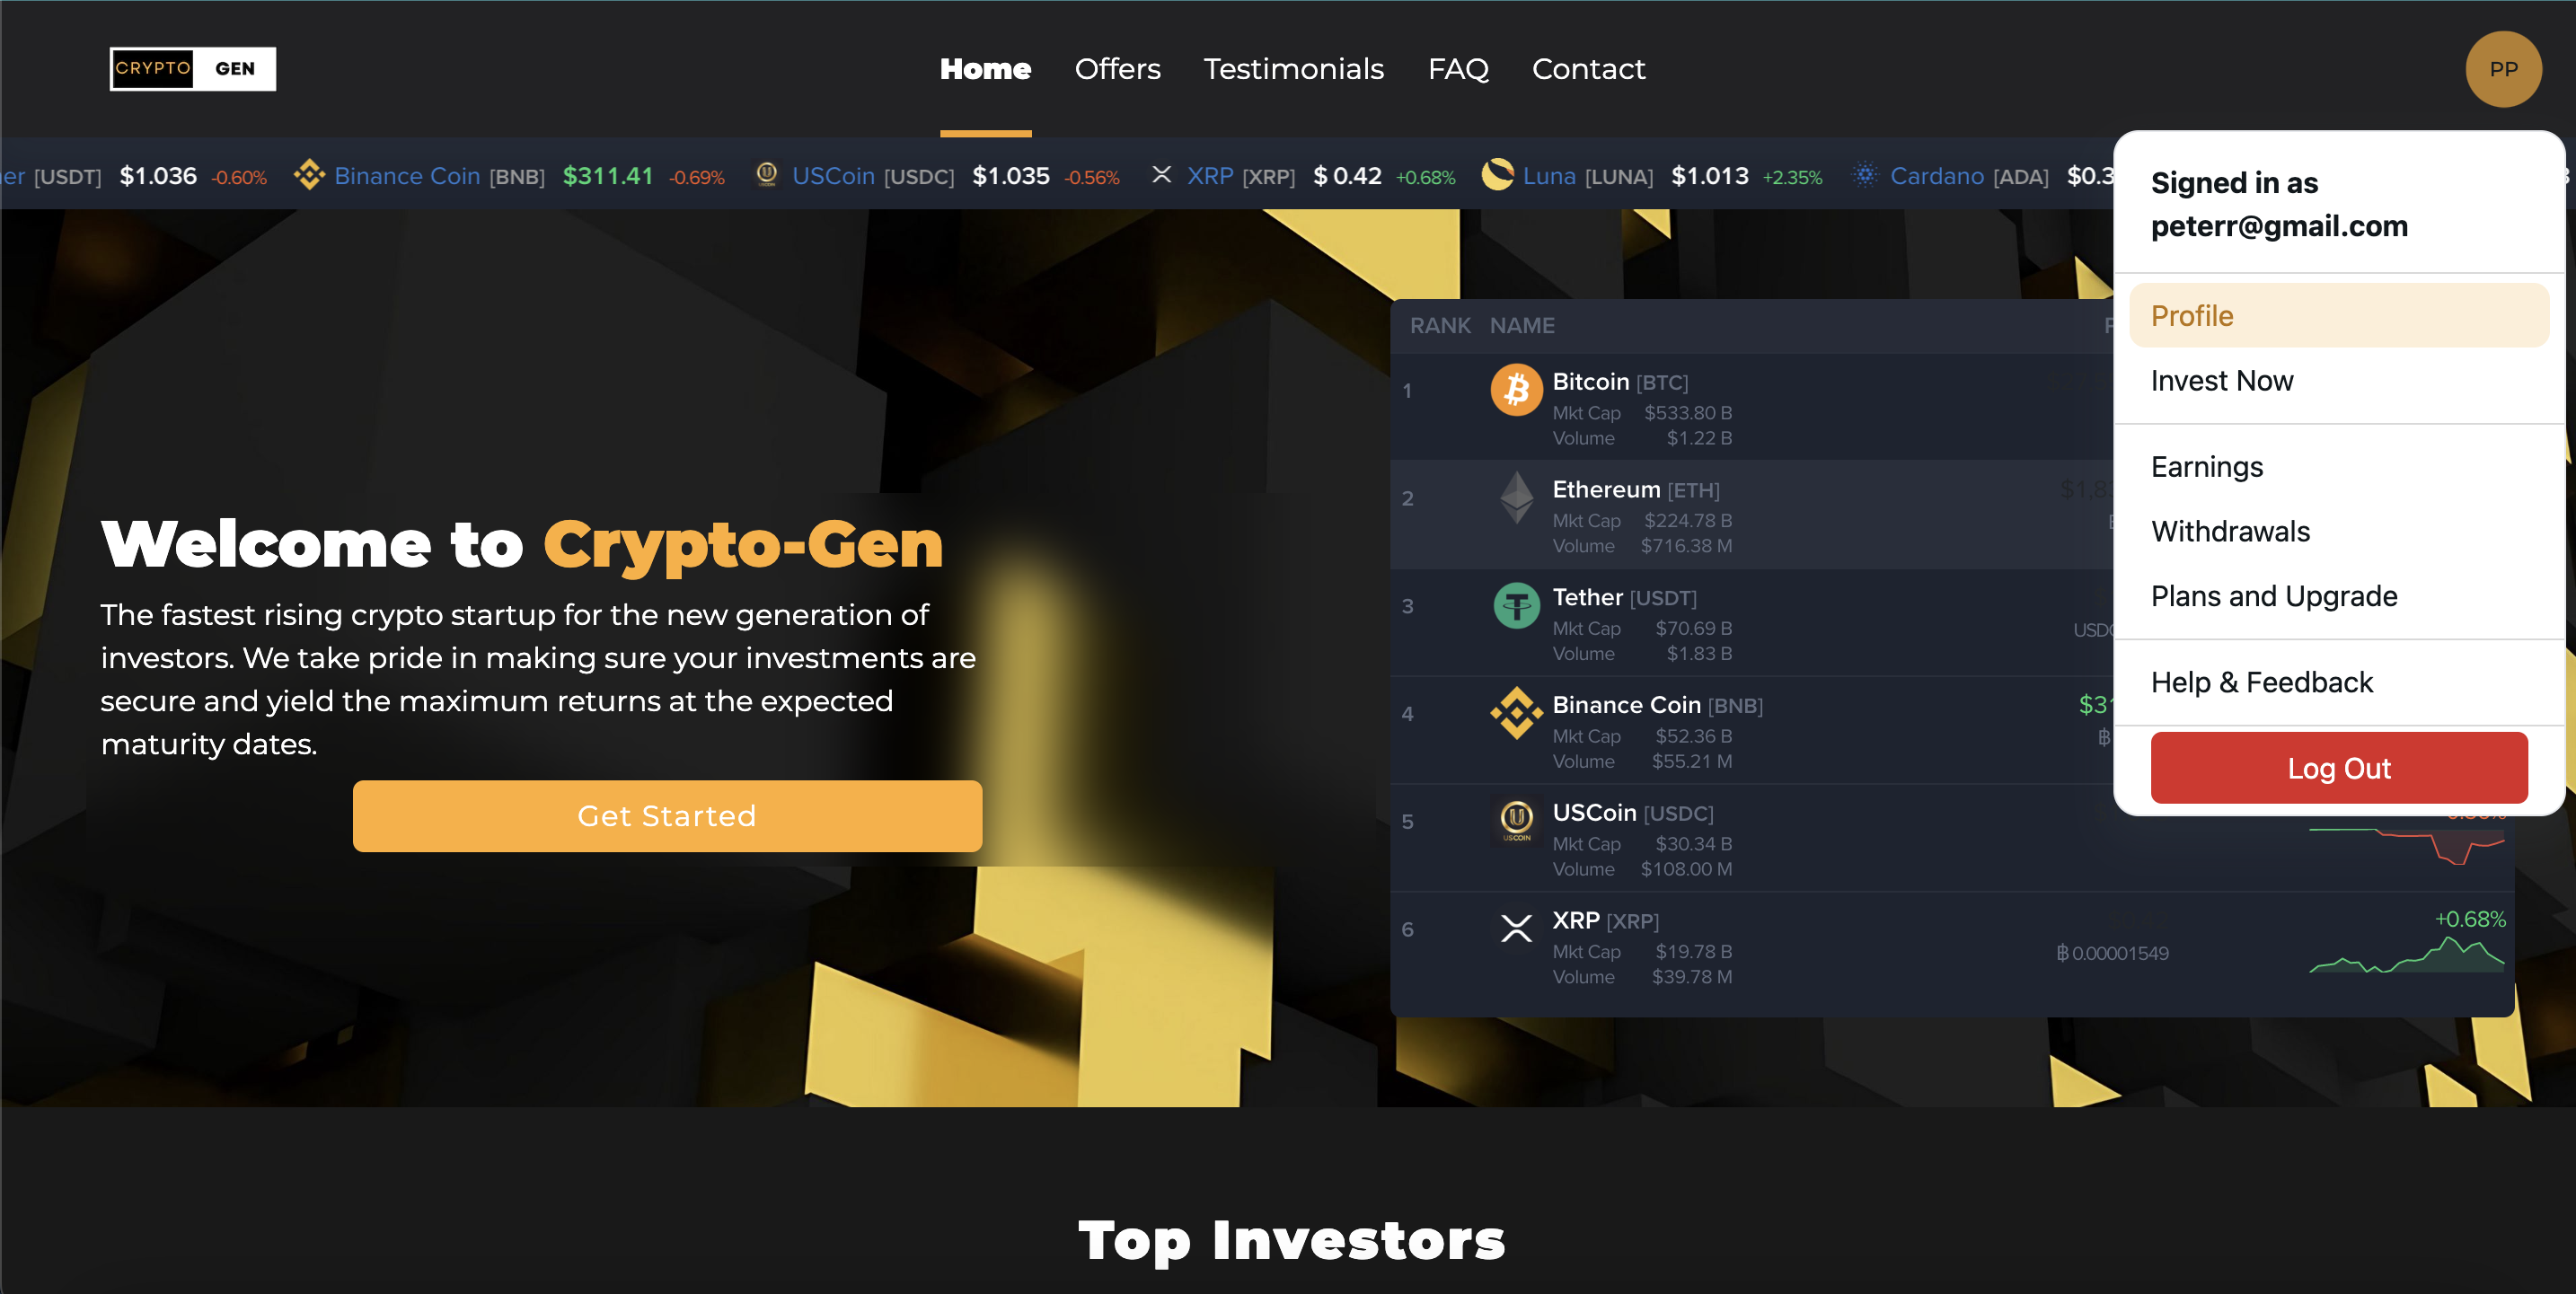 CRYPTO GEN
Home Offers Testimonials FAQ Contact
PP
er [USDT] $1.036 -0.60% Binance Coin [BNB] $311.41 -0.69% USCoin [USDC] $1.035 -0.56% XRP [XRP] $ 0.42 +0.68% Luna [LUNA] $1.013 +2.35% Cardano [ADA] $0.3
Signed in as
peterr@gmail.com
Profile
Invest Now
Earnings
Withdrawals
Plans and Upgrade
Help & Feedback
Log Out
Welcome to Crypto-Gen
The fastest rising crypto startup for the new generation of
investors. We take pride in making sure your investments are
secure and yield the maximum returns at the expected
maturity dates.
Get Started
RANK NAME
1 Bitcoin [BTC]
Mkt Cap $533.80 B
Volume $1.22 B
2 Ethereum [ETH]
Mkt Cap $224.78 B
Volume $716.38 M
3 Tether [USDT]
Mkt Cap $70.69 B
Volume $1.83 B
4 Binance Coin [BNB] $31
Mkt Cap $52.36 B ฿
Volume $55.21 M
5 USCoin [USDC]
Mkt Cap $30.34 B
Volume $108.00 M
6 XRP [XRP] +0.68%
Mkt Cap $19.78 B ฿ 0.00001549
Volume $39.78 M
Top Investors